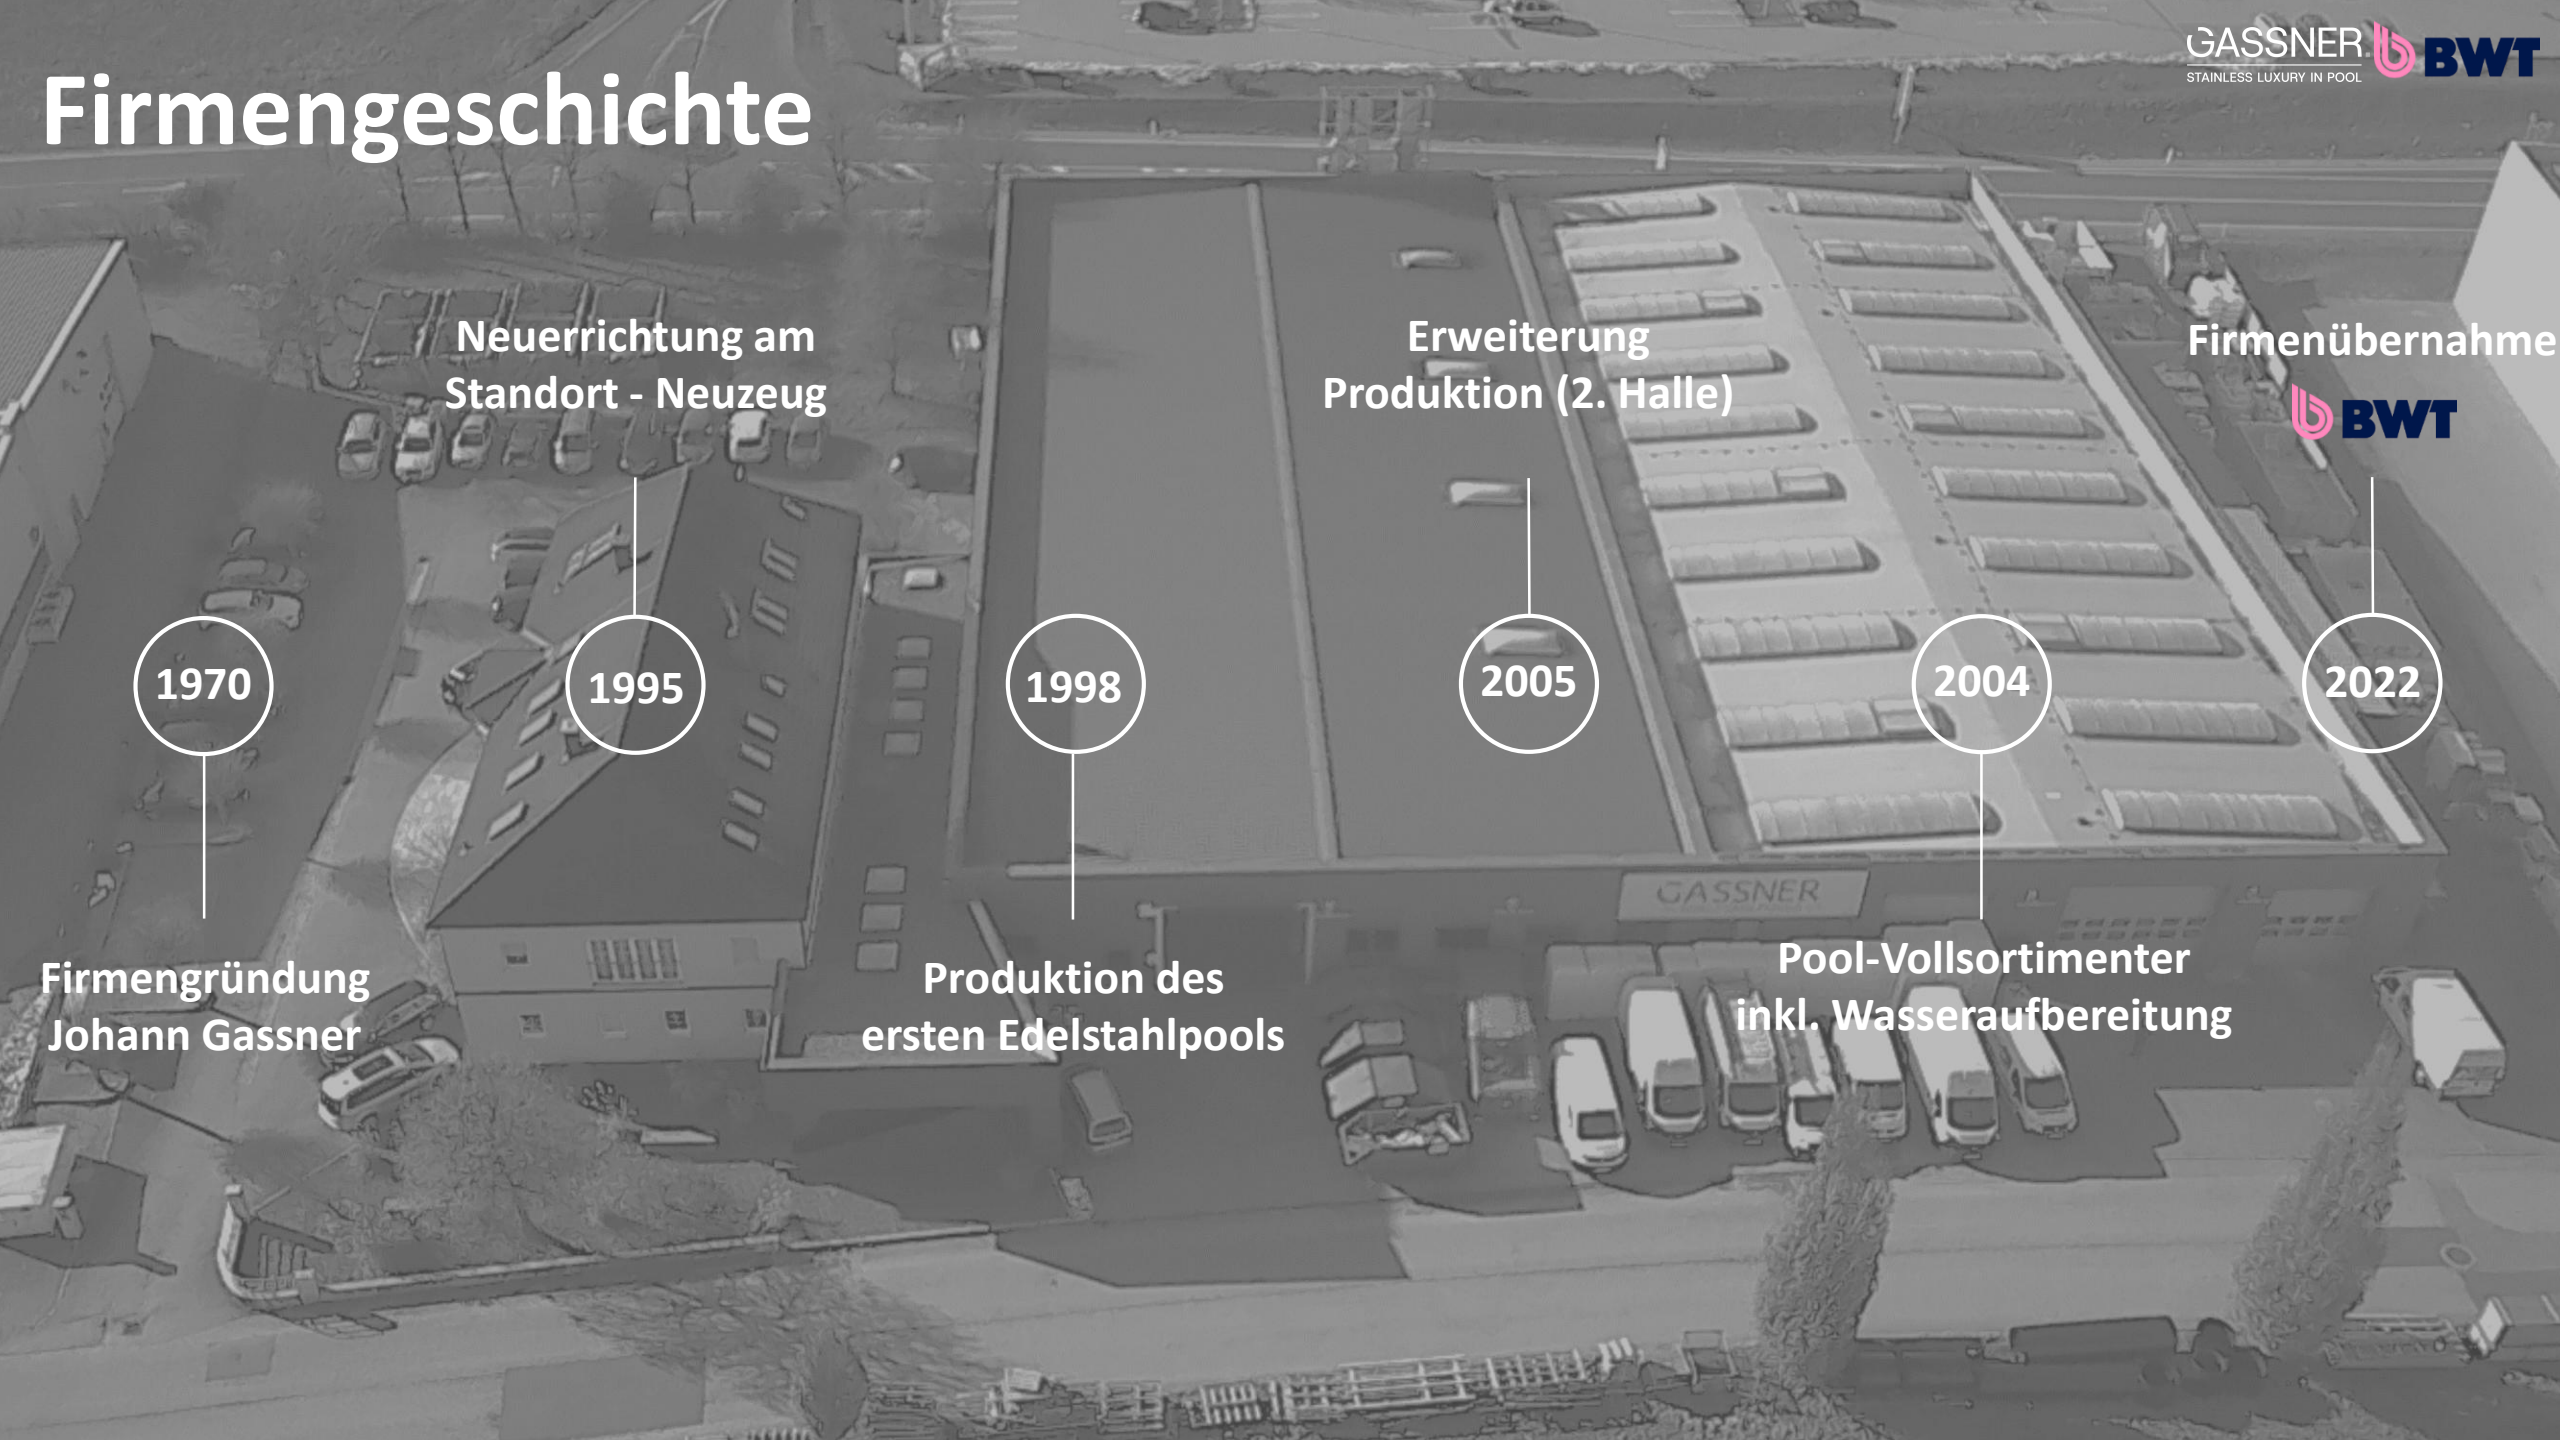 Firmengeschichte
GASSNER
STAINLESS LUXURY IN POOL
BWT
Neuerrichtung am
Standort - Neuzeug
Erweiterung
Produktion (2. Halle)
Firmenübernahme
BWT
1970
1995
1998
2005
2004
2022
GASSNER
Firmengründung
Johann Gassner
Produktion des
ersten Edelstahlpools
Pool-Vollsortimenter
inkl. Wasseraufbereitung